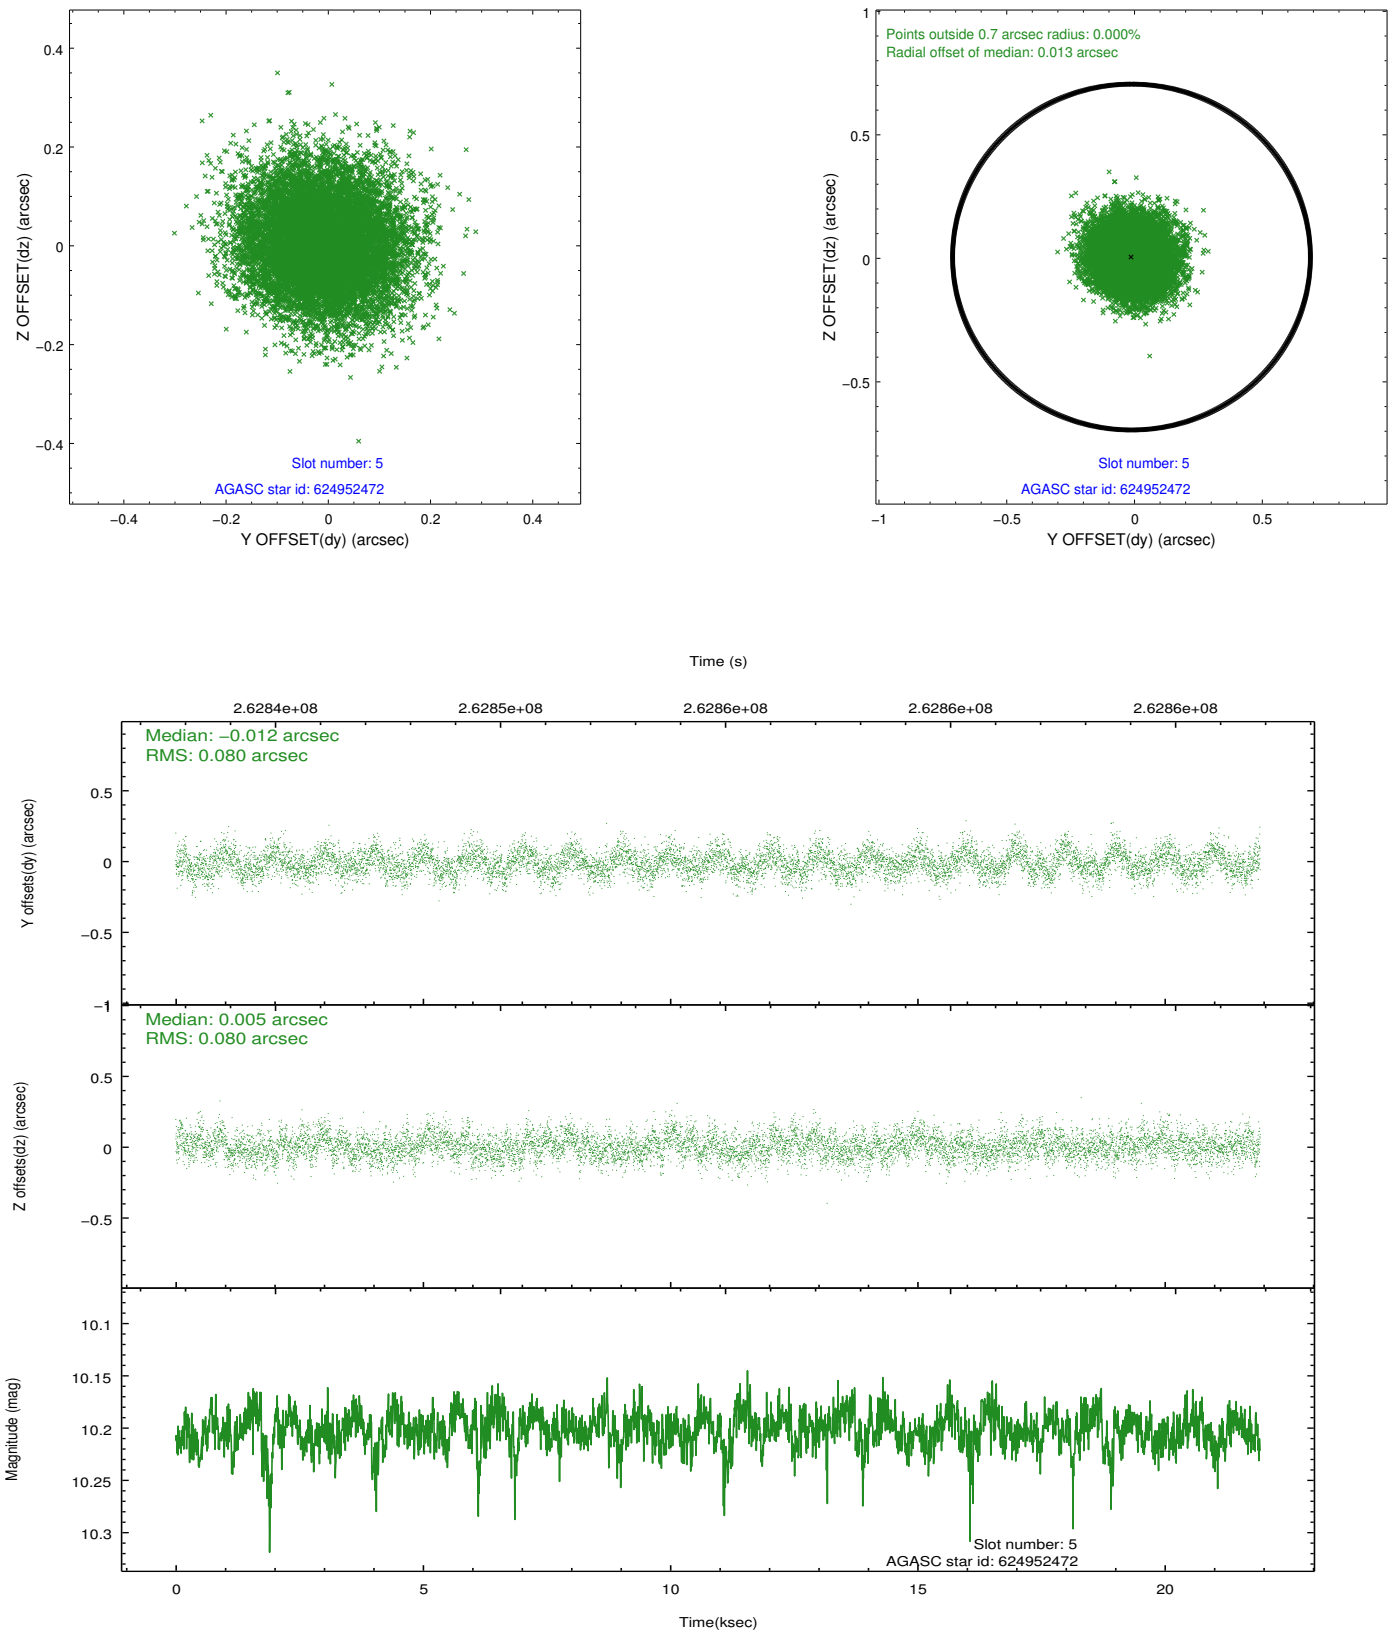 0.4
0.2
0
−0.2
−0.4
Z OFFSET(dz) (arcsec)
Slot number: 5
AGASC star id: 624952472
−0.4 −0.2 0 0.2 0.4
Y OFFSET(dy) (arcsec)
1
0.5
0
−0.5
Z OFFSET(dz) (arcsec)
Points outside 0.7 arcsec radius: 0.000%
Radial offset of median: 0.013 arcsec
Slot number: 5
AGASC star id: 624952472
−1 −0.5 0 0.5
Y OFFSET(dy) (arcsec)
Time (s)
2.6284e+08 2.6285e+08 2.6286e+08 2.6286e+08 2.6286e+08
Median: −0.012 arcsec
RMS: 0.080 arcsec
0.5
0
−0.5
−1
Y offsets(dy) (arcsec)
Median: 0.005 arcsec
RMS: 0.080 arcsec
1
0.5
0
−0.5
Z offsets(dz) (arcsec)
10.1
10.15
10.2
10.25
10.3
Magnitude (mag)
Slot number: 5
AGASC star id: 624952472
0 5 10 15 20
Time(ksec)